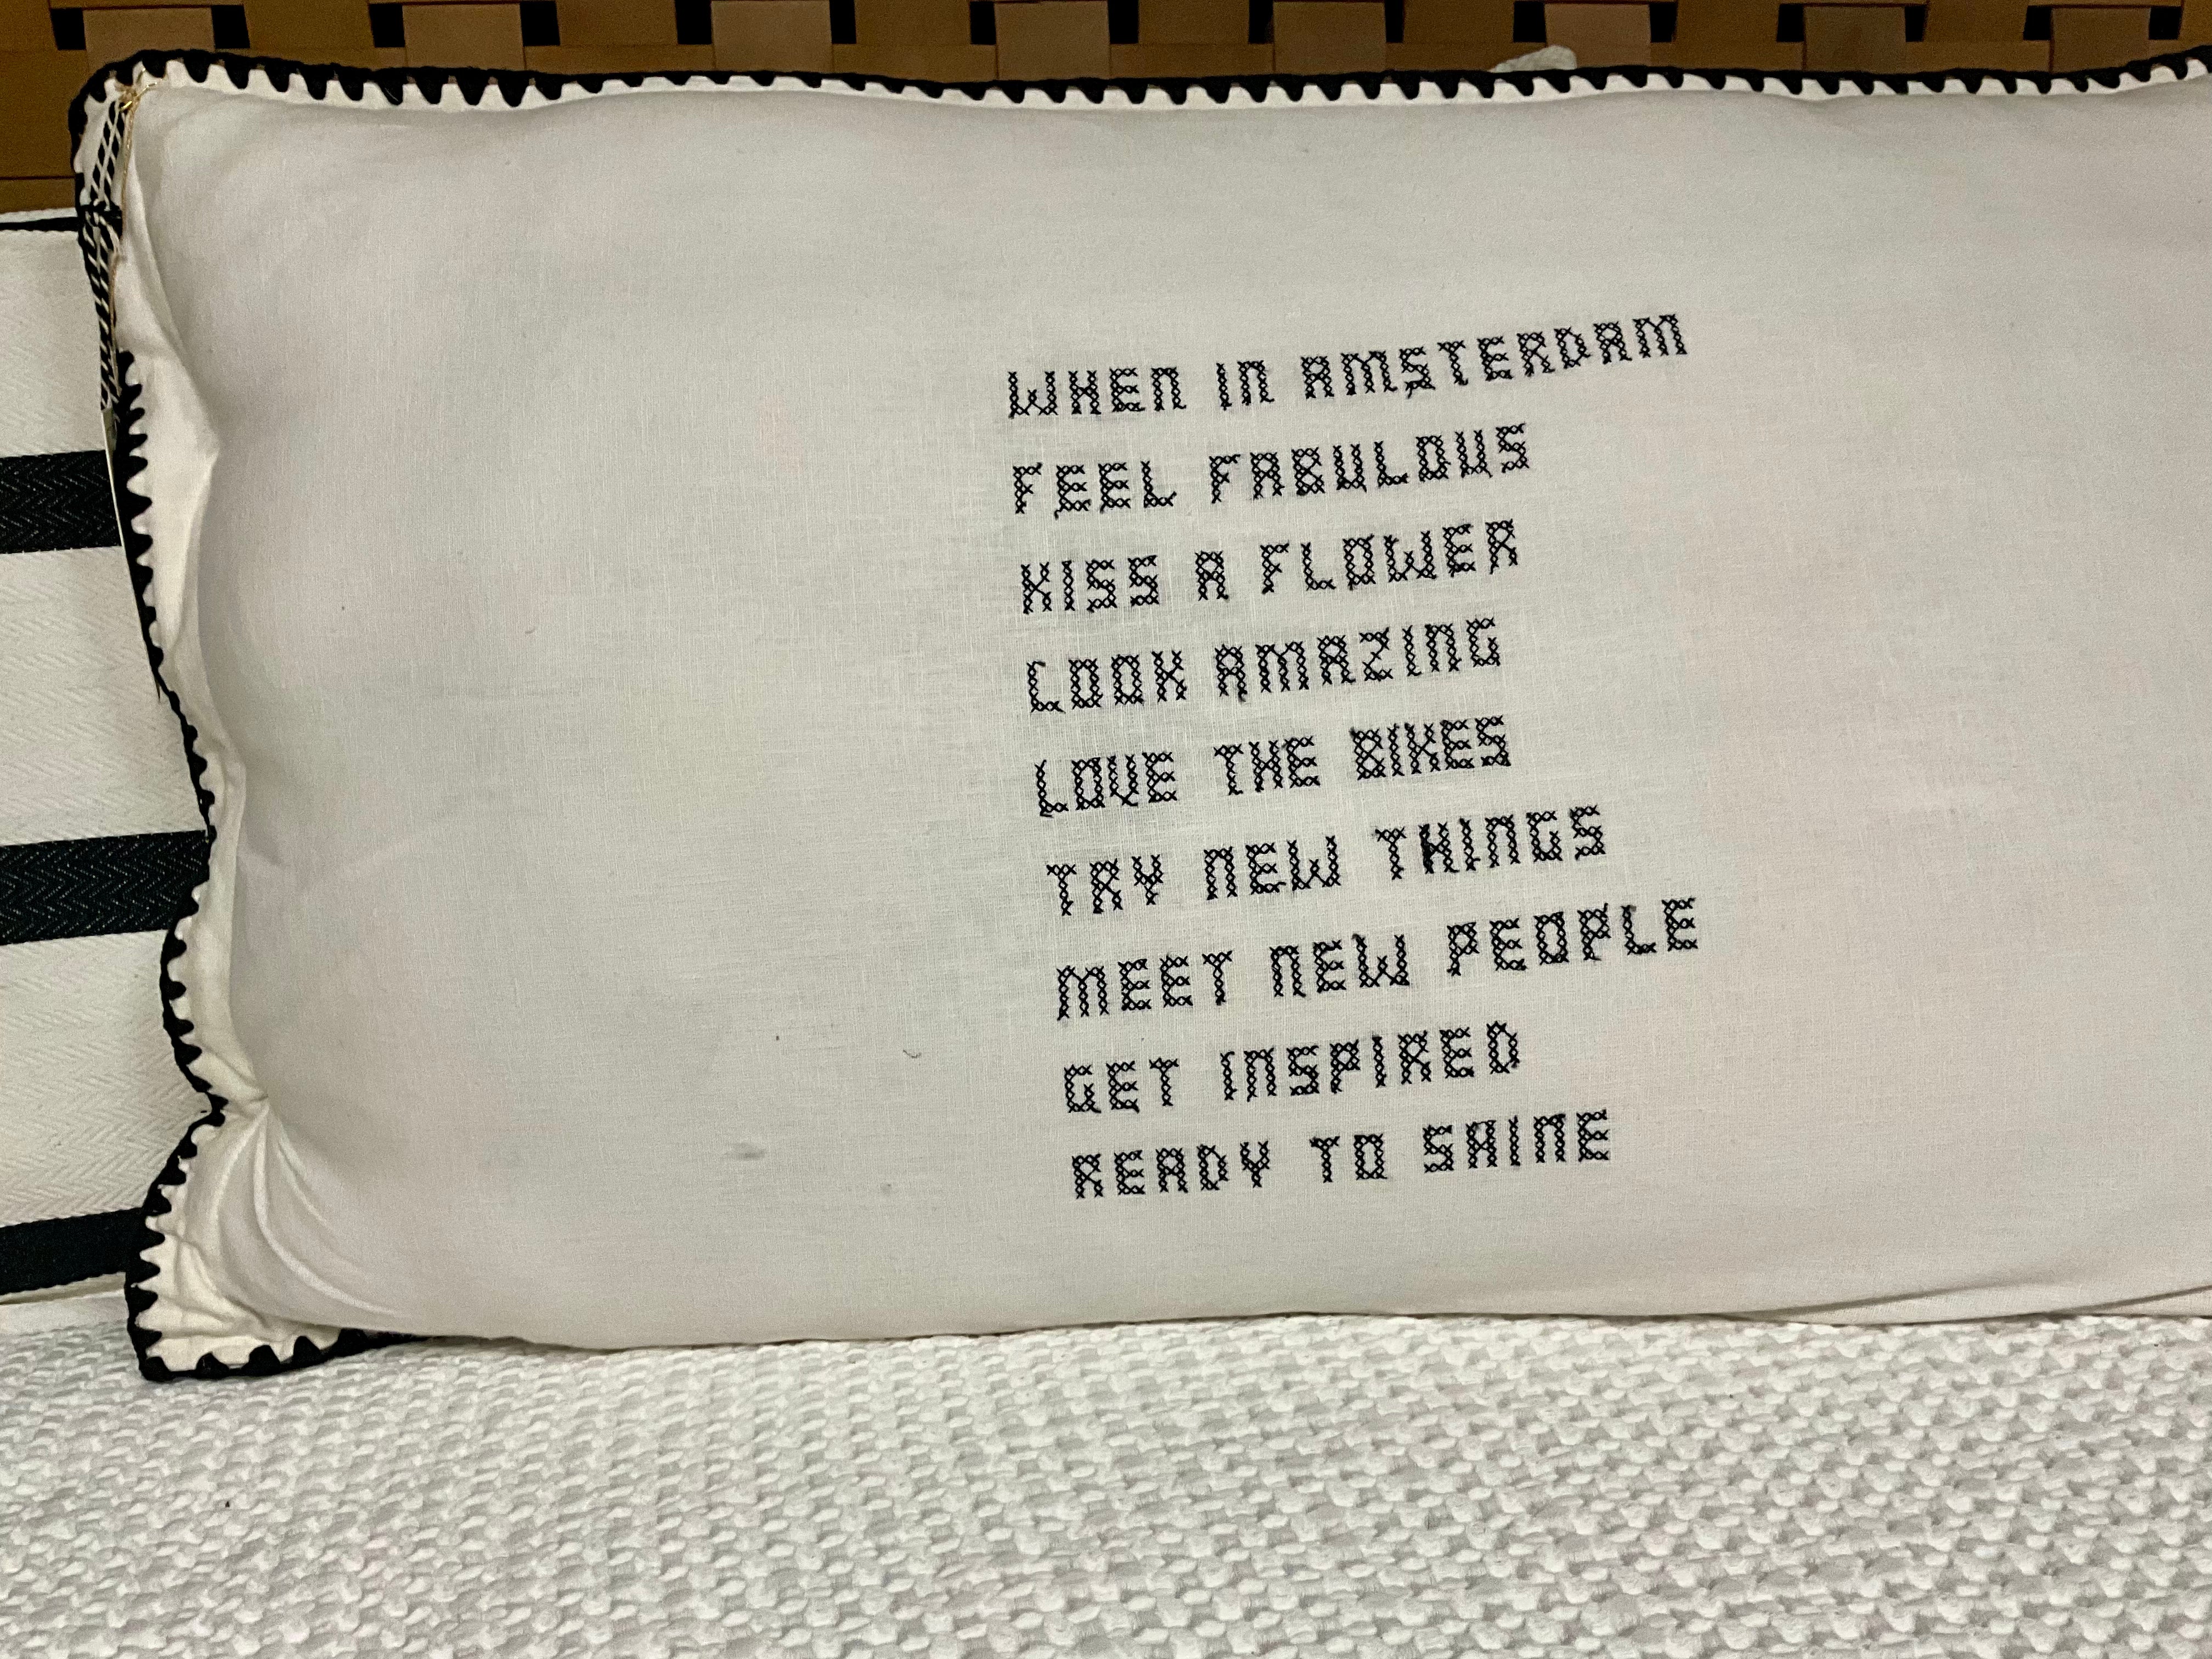 WHEN IN AMSTERDAM
FEEL FABULOUS
KISS A FLOWER
LOOK AMAZING
LOVE THE BIKES
TRY NEW THINGS
MEET NEW PEOPLE
GET INSPIRED
READY TO SHINE